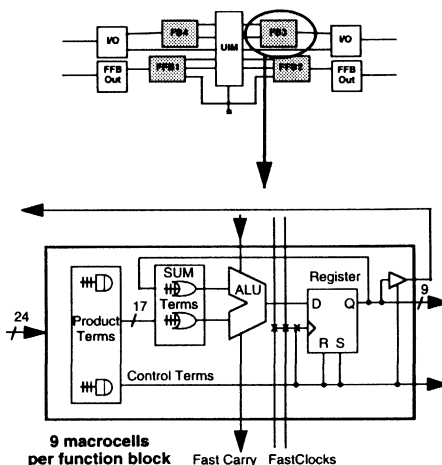 FB4
UIM
FB3
I/O
I/O
FFB
Out
FFB1
FFB2
FFB
Out
SUM
Terms
ALU
Register
D Q
R S
24
17
9
Product
Terms
Control Terms
9 macrocells
per function block
Fast Carry FastClocks